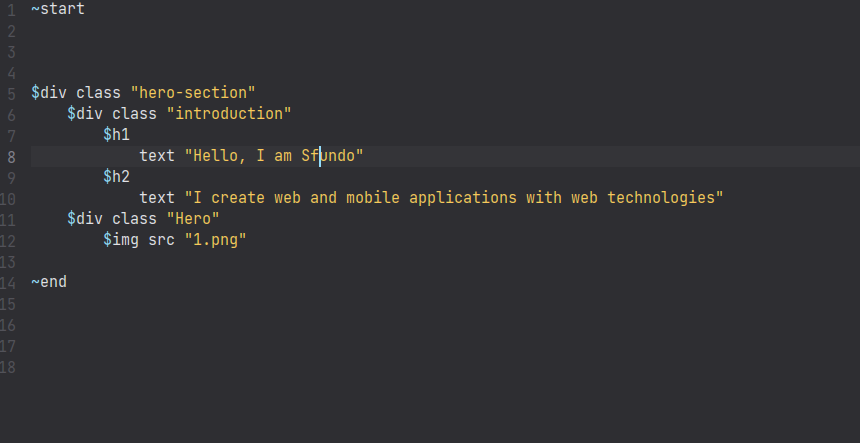 1 ~start
2
3
4
5 $div class "hero-section"
6     $div class "introduction"
7         $h1
8             text "Hello, I am Sfundo"
9         $h2
10             text "I create web and mobile applications with web technologies"
11     $div class "Hero"
12         $img src "1.png"
13
14 ~end
15
16
17
18